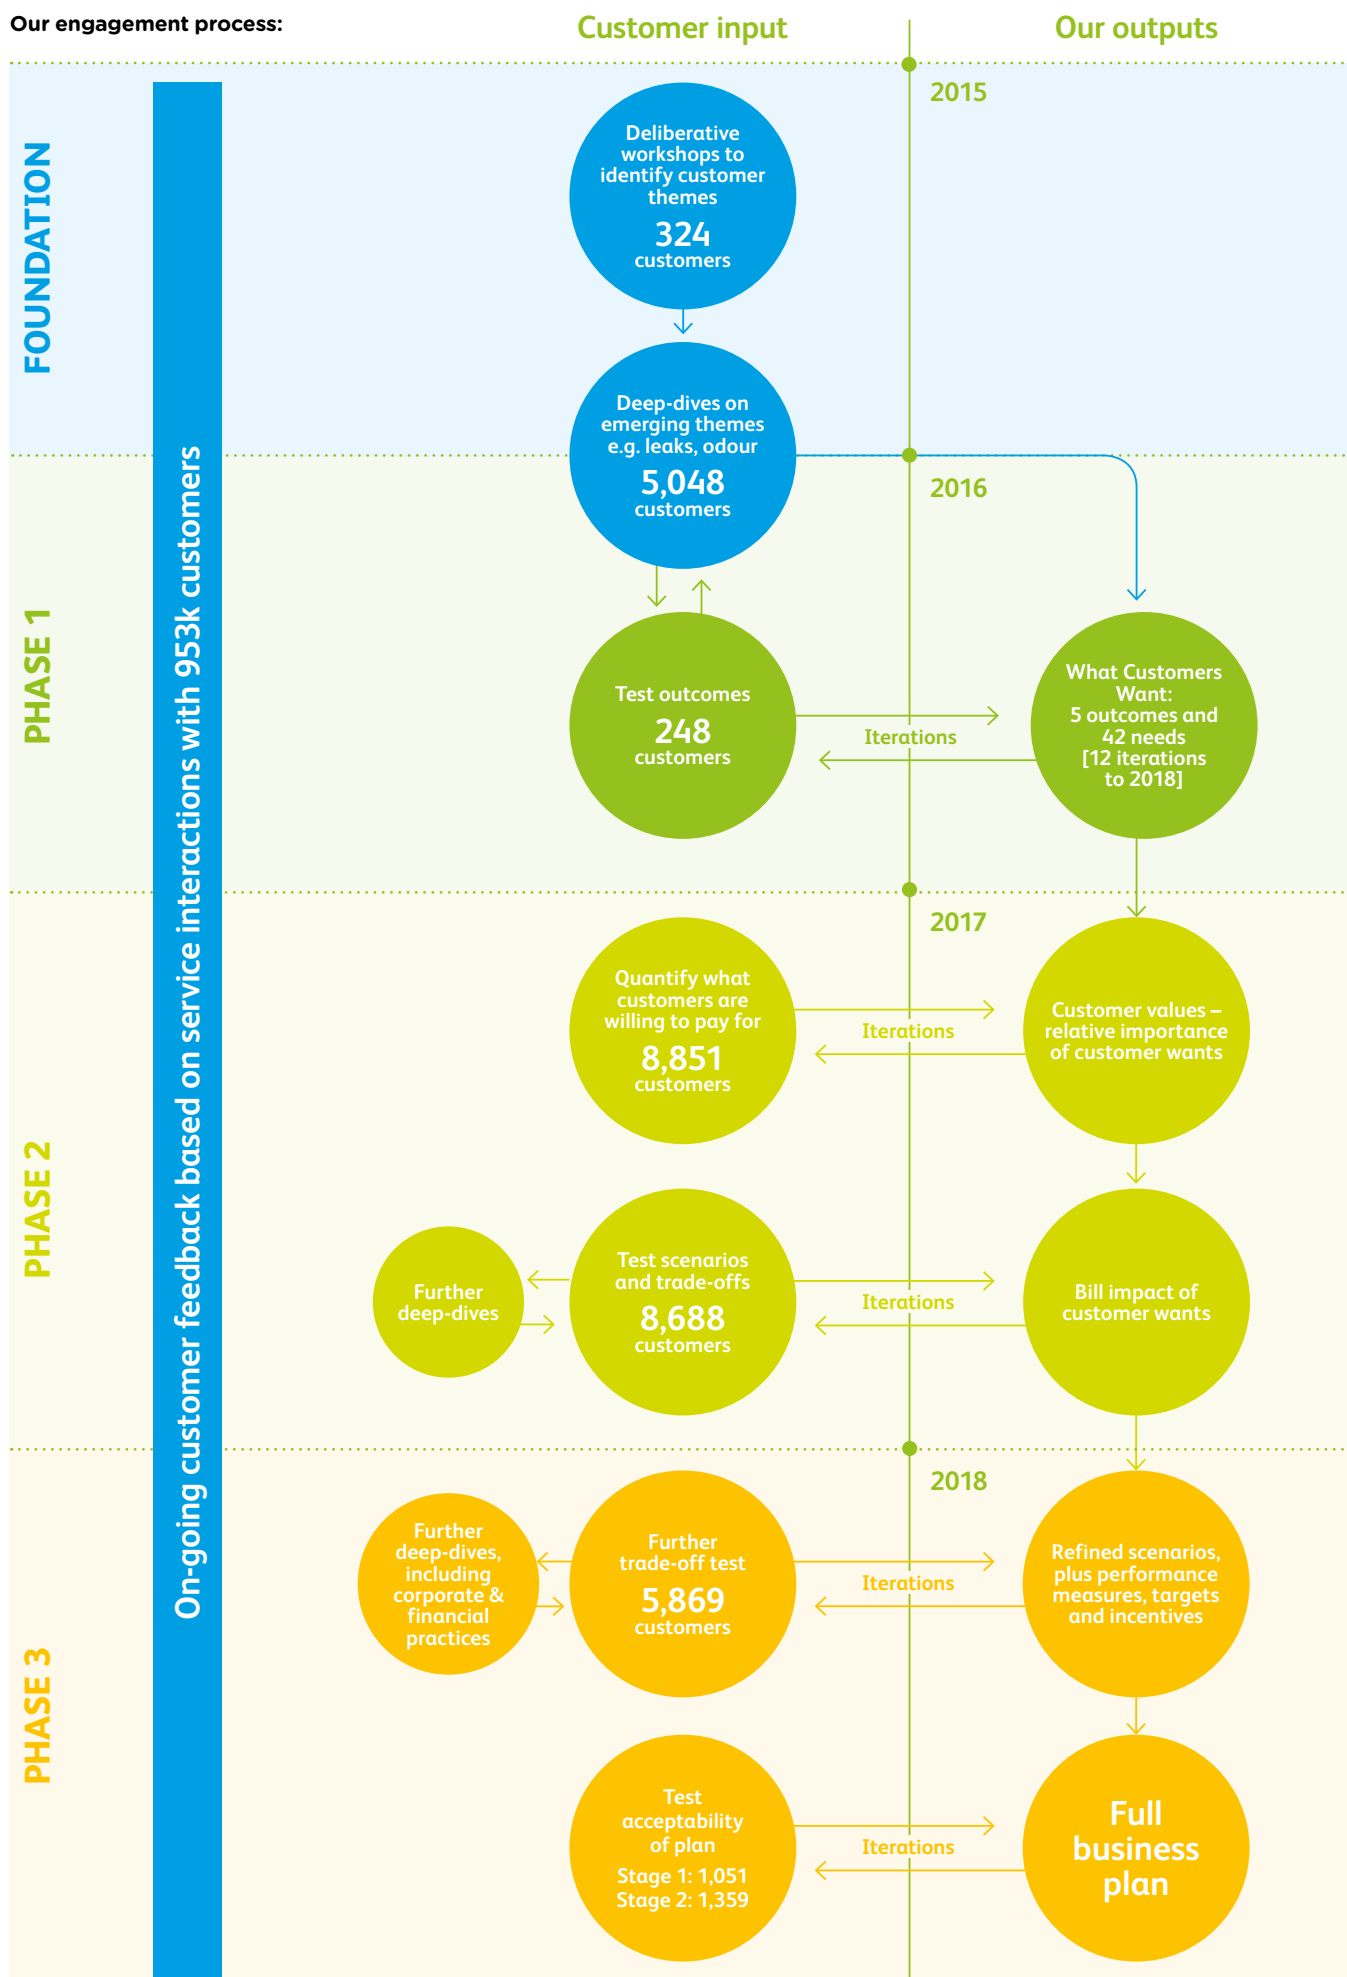 Our engagement process:
Customer input
Our outputs
2015
FOUNDATION
Deliberative
workshops to
identify customer
themes
324
customers
Deep-dives on
emerging themes
e.g. leaks, odour
5,048
customers
2016
PHASE 1
On-going customer feedback based on service interactions with 953k customers
Test outcomes
248
customers
Iterations
What Customers
Want:
5 outcomes and
42 needs
[12 iterations
to 2018]
2017
PHASE 2
Quantify what
customers are
willing to pay for
8,851
customers
Iterations
Customer values –
relative importance
of customer wants
Further
deep-dives
Test scenarios
and trade-offs
8,688
customers
Iterations
Bill impact of
customer wants
2018
PHASE 3
Further
deep-dives,
including
corporate &
financial
practices
Further
trade-off test
5,869
customers
Iterations
Refined scenarios,
plus performance
measures, targets
and incentives
Test
acceptability
of plan
Stage 1: 1,051
Stage 2: 1,359
Iterations
Full
business
plan